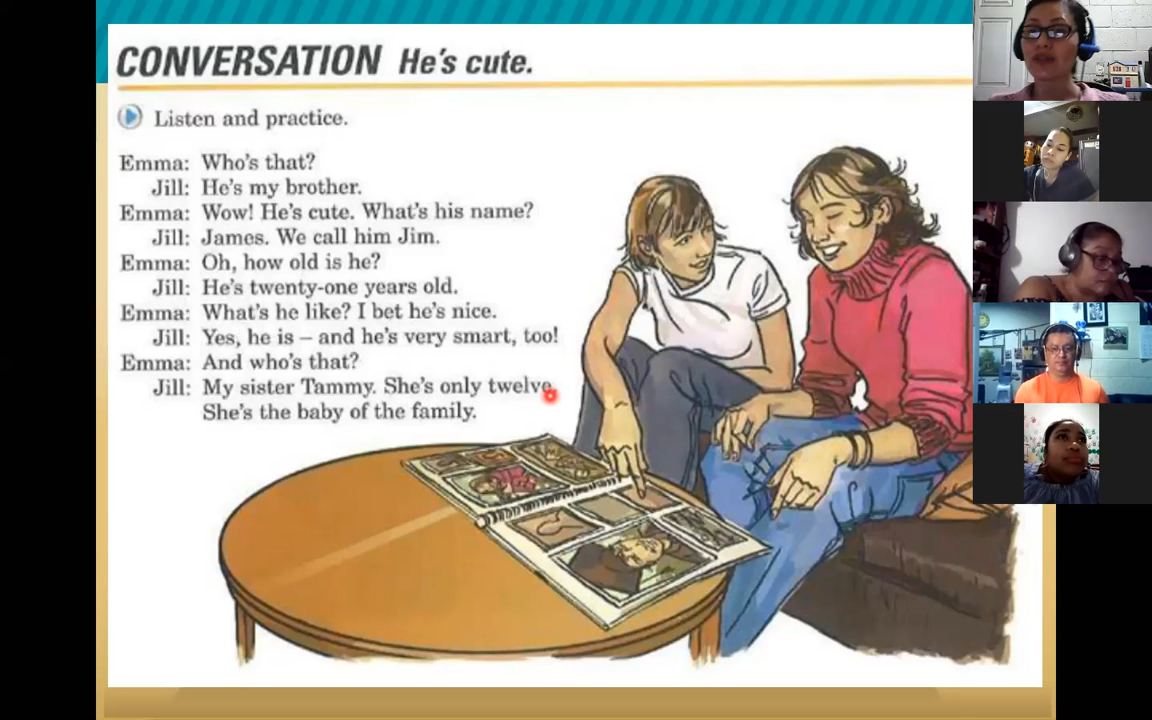 CONVERSATION He's cute.
Listen and practice.
Emma: Who's that?
Jill: He's my brother.
Emma: Wow! He's cute. What's his name?
Jill: James. We call him Jim.
Emma: Oh, how old is he?
Jill: He's twenty-one years old.
Emma: What's he like? I bet he's nice.
Jill: Yes, he is – and he's very smart, too!
Emma: And who's that?
Jill: My sister Tammy. She's only twelve.
She's the baby of the family.